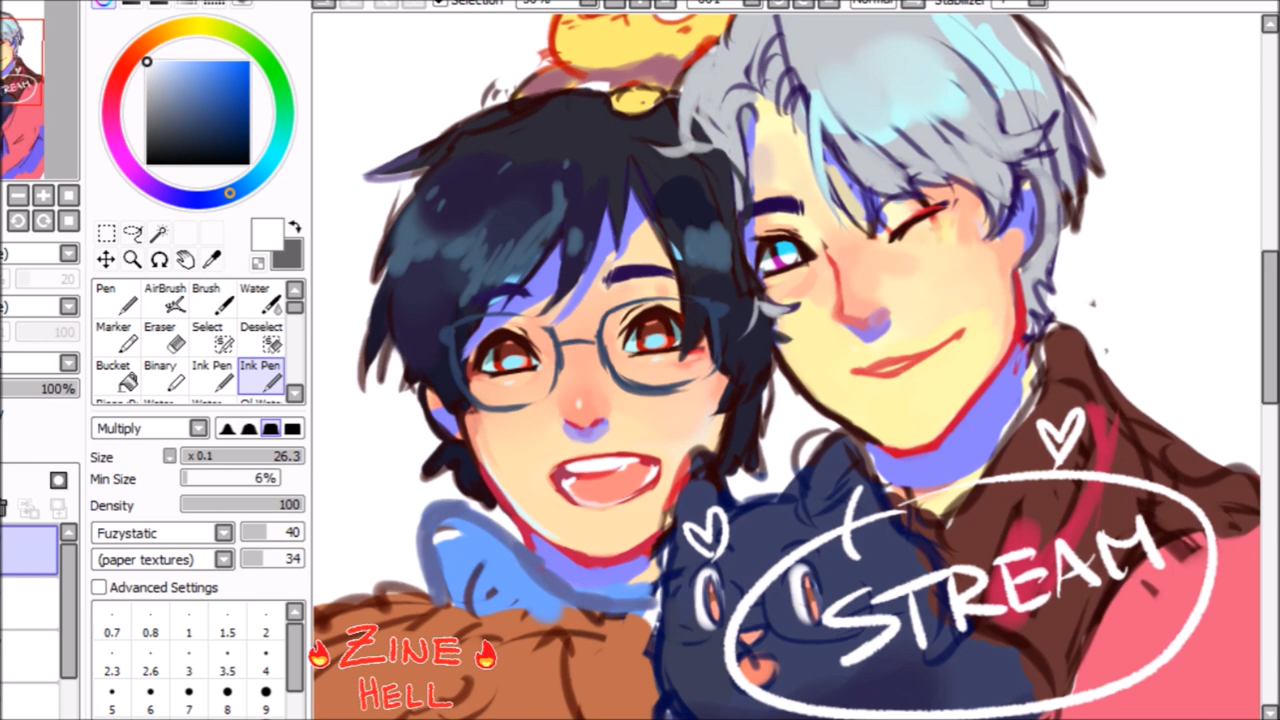 Selection
Normal
Stabilizer
20
100
100%
Pen AirBrush Brush Water
Marker Eraser Select Deselect
Bucket Binary Ink Pen Ink Pen
Multiply
Size x 0.1 26.3
Min Size 6%
Density 100
Fuzystatic 40
(paper textures) 34
Advanced Settings
0.7 0.8 1 1.5 2
2.3 2.6 3 3.5 4
5 6 7 8 9
STREAM
ZINE
HELL